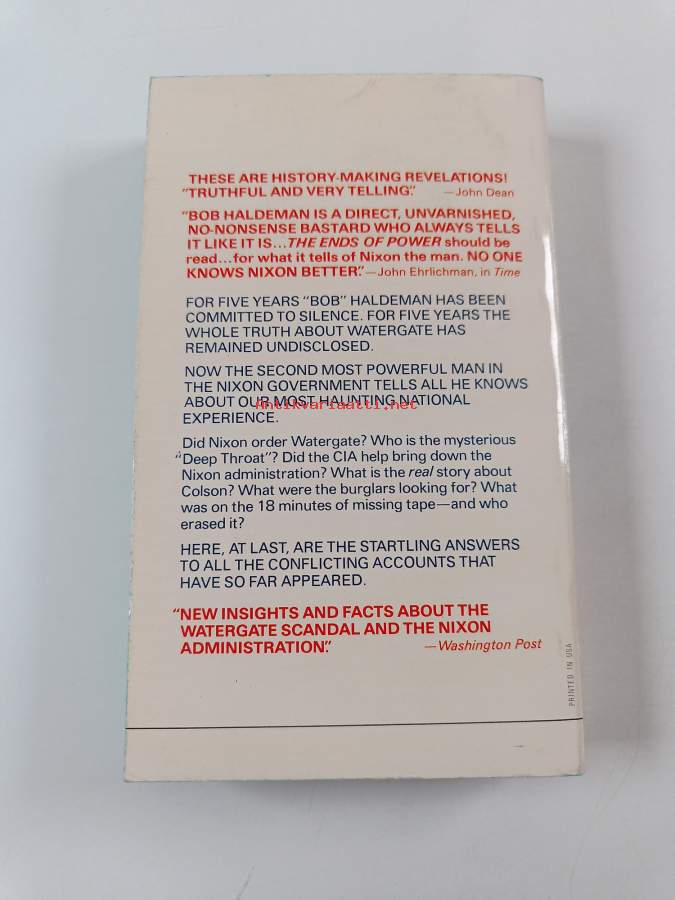 THESE ARE HISTORY-MAKING REVELATIONS!
"TRUTHFUL AND VERY TELLING." —John Dean
"BOB HALDEMAN IS A DIRECT, UNVARNISHED,
NO-NONSENSE BASTARD WHO ALWAYS TELLS
IT LIKE IT IS...THE ENDS OF POWER should be
read...for what it tells of Nixon the man. NO ONE
KNOWS NIXON BETTER."—John Ehrlichman, in Time
FOR FIVE YEARS "BOB" HALDEMAN HAS BEEN
COMMITTED TO SILENCE. FOR FIVE YEARS THE
WHOLE TRUTH ABOUT WATERGATE HAS
REMAINED UNDISCLOSED.
NOW THE SECOND MOST POWERFUL MAN IN
THE NIXON GOVERNMENT TELLS ALL HE KNOWS
ABOUT OUR MOST HAUNTING NATIONAL
Antikvariaatti.net
EXPERIENCE.
Did Nixon order Watergate? Who is the mysterious
"Deep Throat"? Did the CIA help bring down the
Nixon administration? What is the real story about
Colson? What were the burglars looking for? What
was on the 18 minutes of missing tape—and who
erased it?
HERE, AT LAST, ARE THE STARTLING ANSWERS
TO ALL THE CONFLICTING ACCOUNTS THAT
HAVE SO FAR APPEARED.
"NEW INSIGHTS AND FACTS ABOUT THE
WATERGATE SCANDAL AND THE NIXON
ADMINISTRATION." —Washington Post
PRINTED IN USA